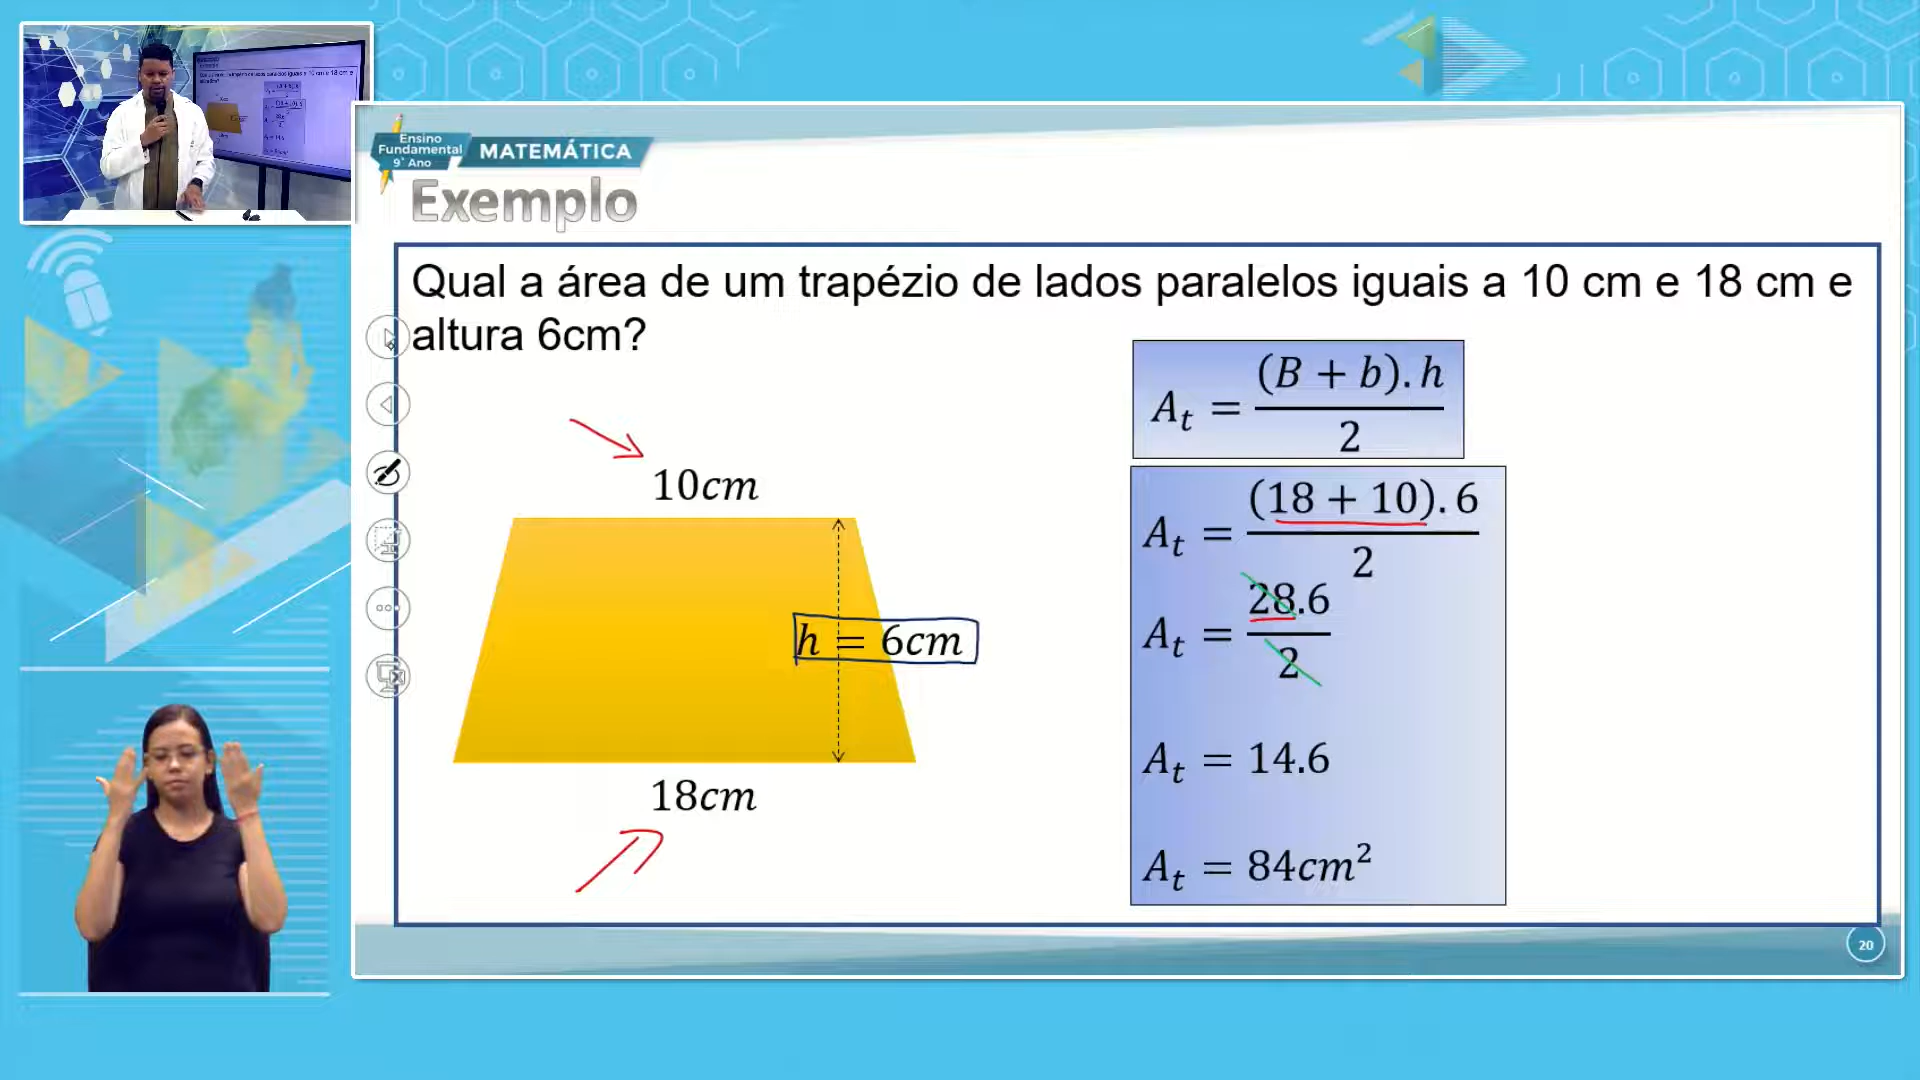 Ensino
Fundamental
9° Ano
MATEMÁTICA
Exemplo
Qual a área de um trapézio de lados paralelos iguais a 10 cm e 18 cm e
altura 6cm?
10cm
h = 6cm
18cm
A_t = (B + b).h / 2
A_t = (18 + 10).6 / 2
A_t = 28.6 / 2
A_t = 14.6
A_t = 84cm²
20